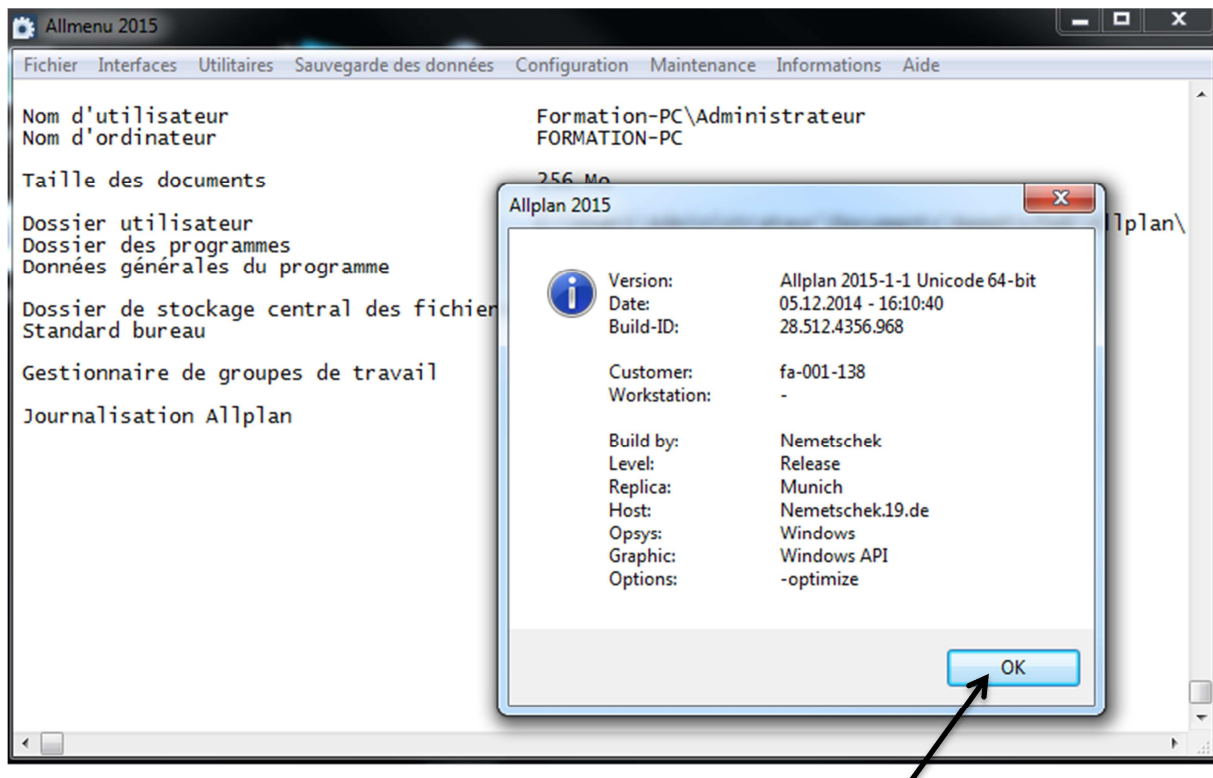 Allmenu 2015
Fichier Interfaces Utilitaires Sauvegarde des données Configuration Maintenance Informations Aide
Nom d'utilisateur Formation-PC\Administrateur
Nom d'ordinateur FORMATION-PC
Taille des documents 256 Mo
Dossier utilisateur llplan\
Dossier des programmes
Données générales du programme
Dossier de stockage central des fichier
Standard bureau
Gestionnaire de groupes de travail
Journalisation Allplan
Allplan 2015
Version: Allplan 2015-1-1 Unicode 64-bit
Date: 05.12.2014 - 16:10:40
Build-ID: 28.512.4356.968
Customer: fa-001-138
Workstation: -
Build by: Nemetschek
Level: Release
Replica: Munich
Host: Nemetschek.19.de
Opsys: Windows
Graphic: Windows API
Options: -optimize
OK